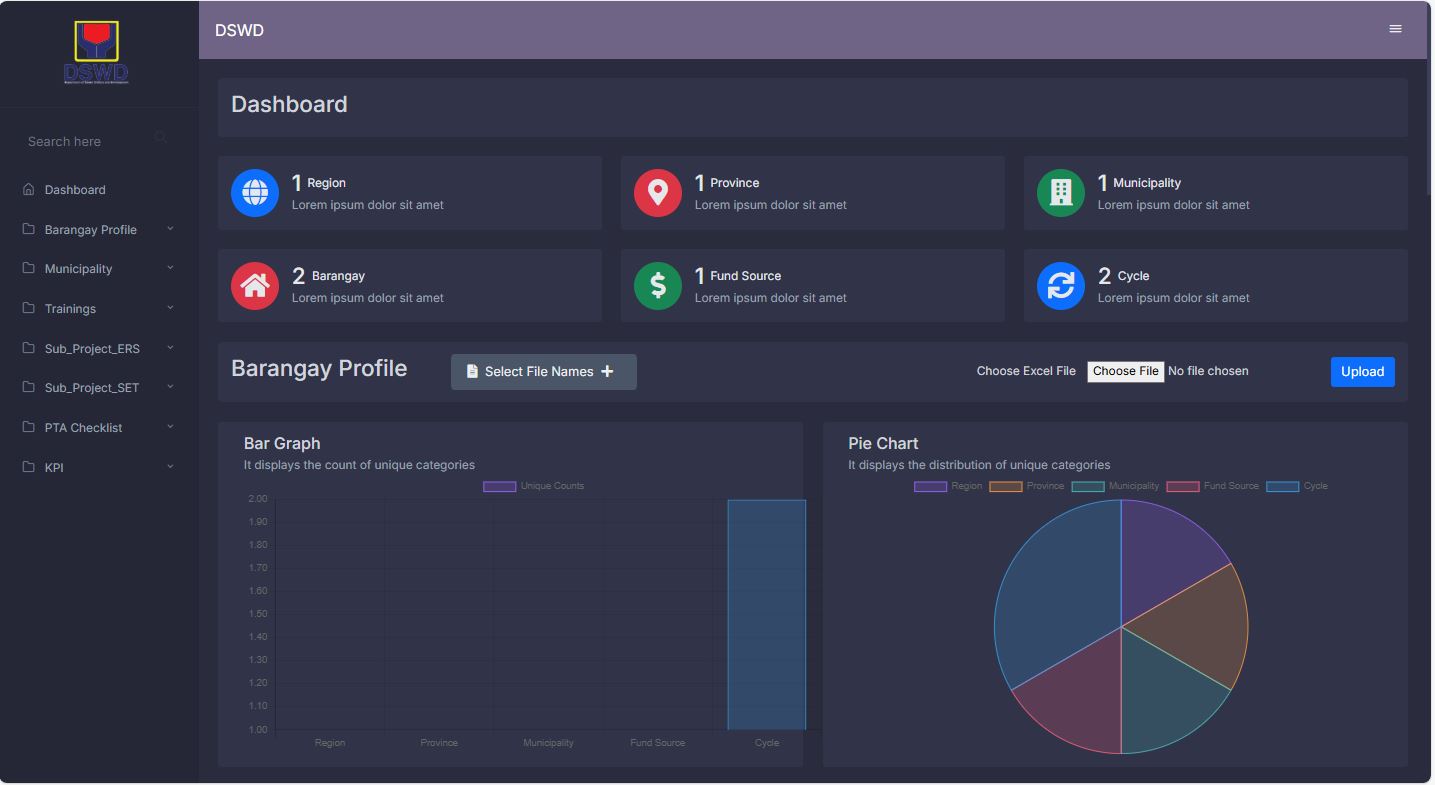 DSWD
DSWD
Search here
Dashboard
Barangay Profile
Municipality
Trainings
Sub_Project_ERS
Sub_Project_SET
PTA Checklist
KPI
Dashboard
1 Region
Lorem ipsum dolor sit amet
1 Province
Lorem ipsum dolor sit amet
1 Municipality
Lorem ipsum dolor sit amet
2 Barangay
Lorem ipsum dolor sit amet
1 Fund Source
Lorem ipsum dolor sit amet
2 Cycle
Lorem ipsum dolor sit amet
Barangay Profile
Select File Names
Choose Excel File Choose File No file chosen
Upload
Bar Graph
It displays the count of unique categories
Unique Counts
2.00
1.90
1.80
1.70
1.60
1.50
1.40
1.30
1.20
1.10
1.00
Region Province Municipality Fund Source Cycle
Pie Chart
It displays the distribution of unique categories
Region Province Municipality Fund Source Cycle